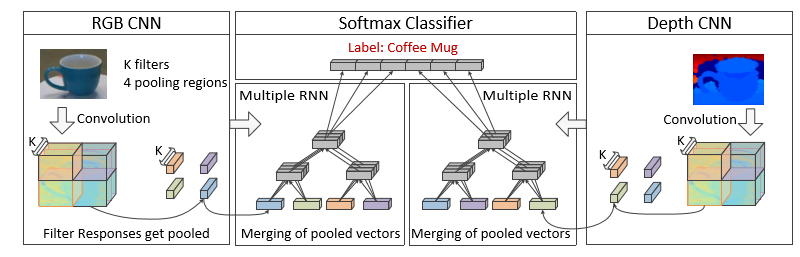 RGB CNN
Softmax Classifier
Depth CNN
Label: Coffee Mug
K filters
4 pooling regions
Multiple RNN
Multiple RNN
Convolution
Convolution
K
K
K
K
Filter Responses get pooled
Merging of pooled vectors
Merging of pooled vectors